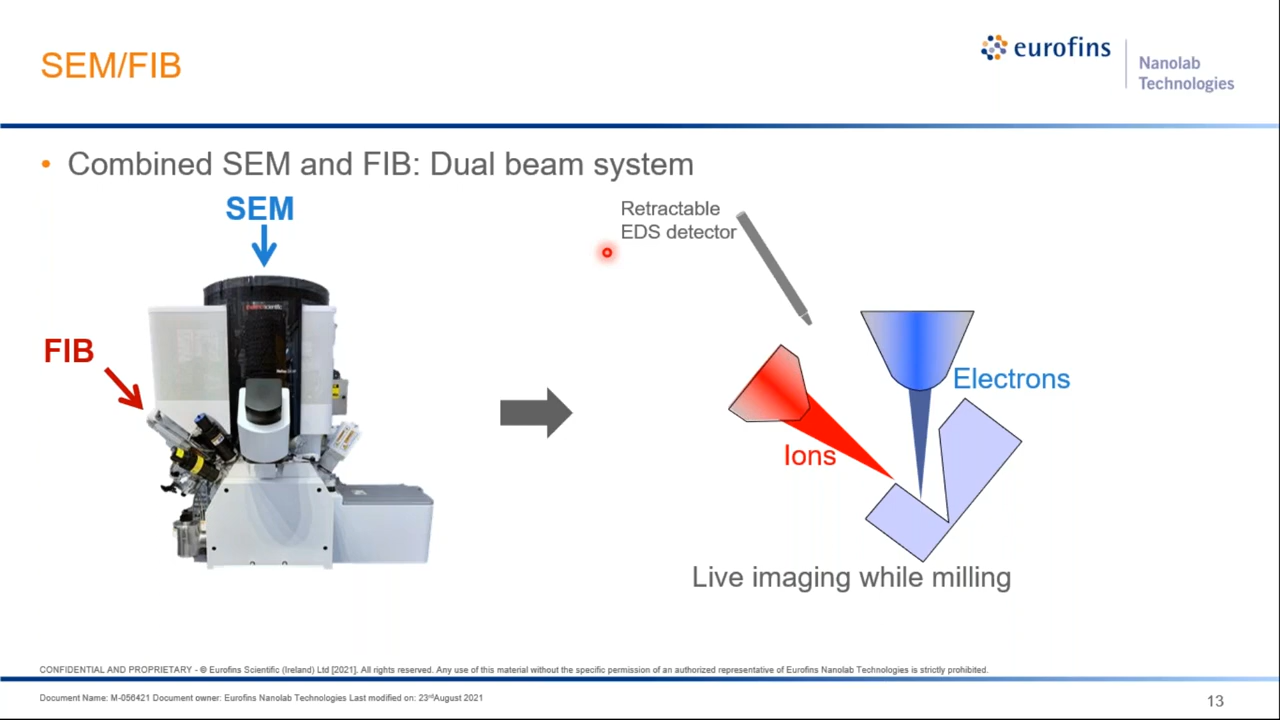 SEM/FIB
eurofins
Nanolab
Technologies
• Combined SEM and FIB: Dual beam system
SEM
FIB
Retractable
EDS detector
Electrons
Ions
Live imaging while milling
CONFIDENTIAL AND PROPRIETARY - © Eurofins Scientific (Ireland) Ltd [2021]. All rights reserved. Any use of this material without the specific permission of an authorized representative of Eurofins Nanolab Technologies is strictly prohibited.
Document Name: M-056421 Document owner: Eurofins Nanolab Technologies Last modified on: 23rdAugust 2021
13